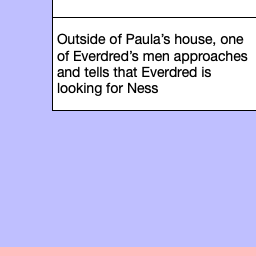 Outside of Paula’s house, one
of Everdred’s men approaches
and tells that Everdred is
looking for Ness